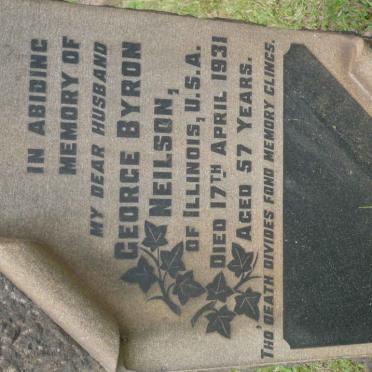 IN ABIDING
MEMORY OF
MY DEAR HUSBAND
GEORGE BYRON
NEILSON,
OF ILLINOIS, U.S.A.
DIED 17TH APRIL 1931
AGED 57 YEARS.
THO' DEATH DIVIDES FOND MEMORY CLINGS.